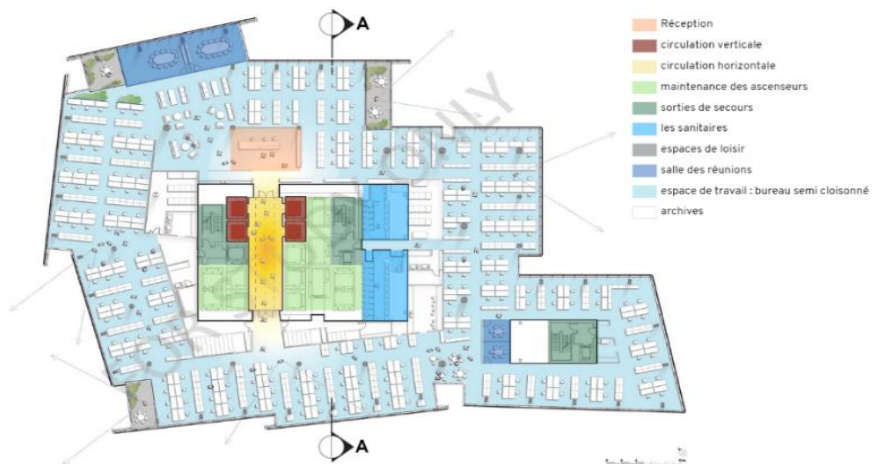 A
Réception
circulation verticale
circulation horizontale
maintenance des ascenseurs
sorties de secours
les sanitaires
espaces de loisir
salle des réunions
espace de travail : bureau semi cloisonné
archives
ONLY
A